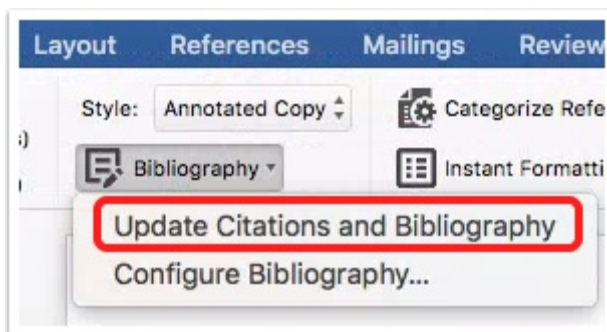 Layout References Mailings Review
Style: Annotated Copy Categorize Refe
s)
Bibliography Instant Formatti
Update Citations and Bibliography
Configure Bibliography...